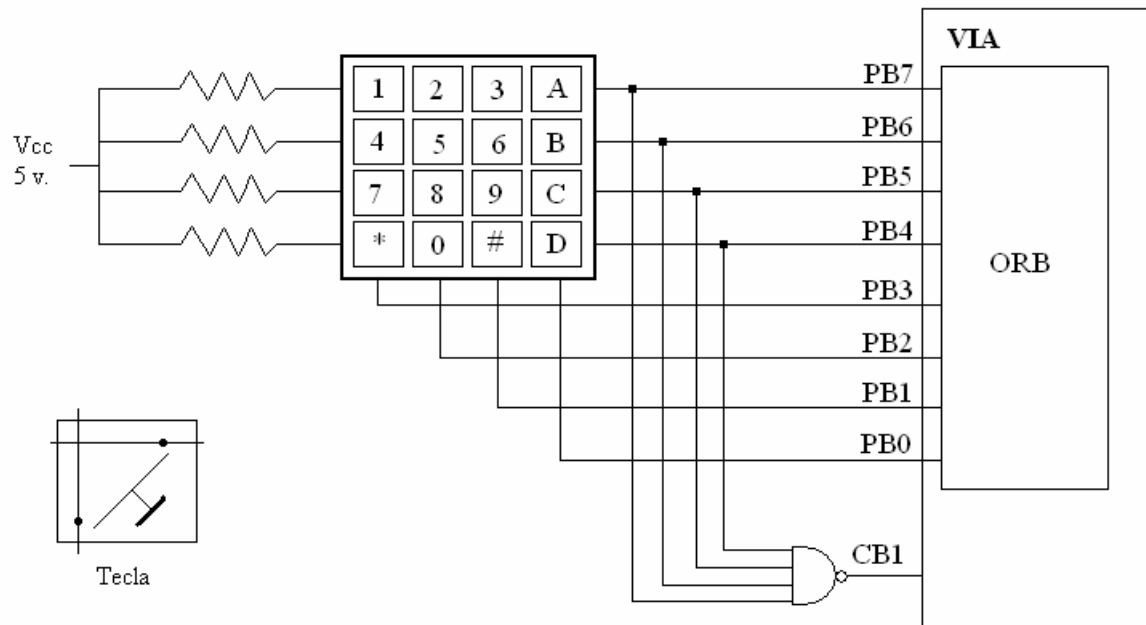 VIA
1 2 3 A PB7
4 5 6 B PB6
Vcc
5 v.
7 8 9 C PB5
* 0 # D PB4
ORB
PB3
PB2
PB1
PB0
CB1
Tecla